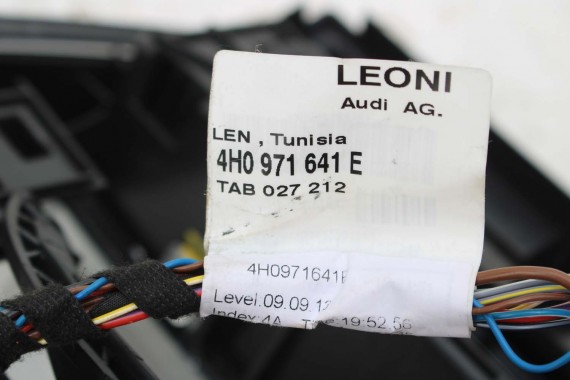 LEONI
Audi AG.
LEN , Tunisia
4H0 971 641 E
TAB 027 212
4H0971641
Level.09.09.1
Index.4A 19:52.56